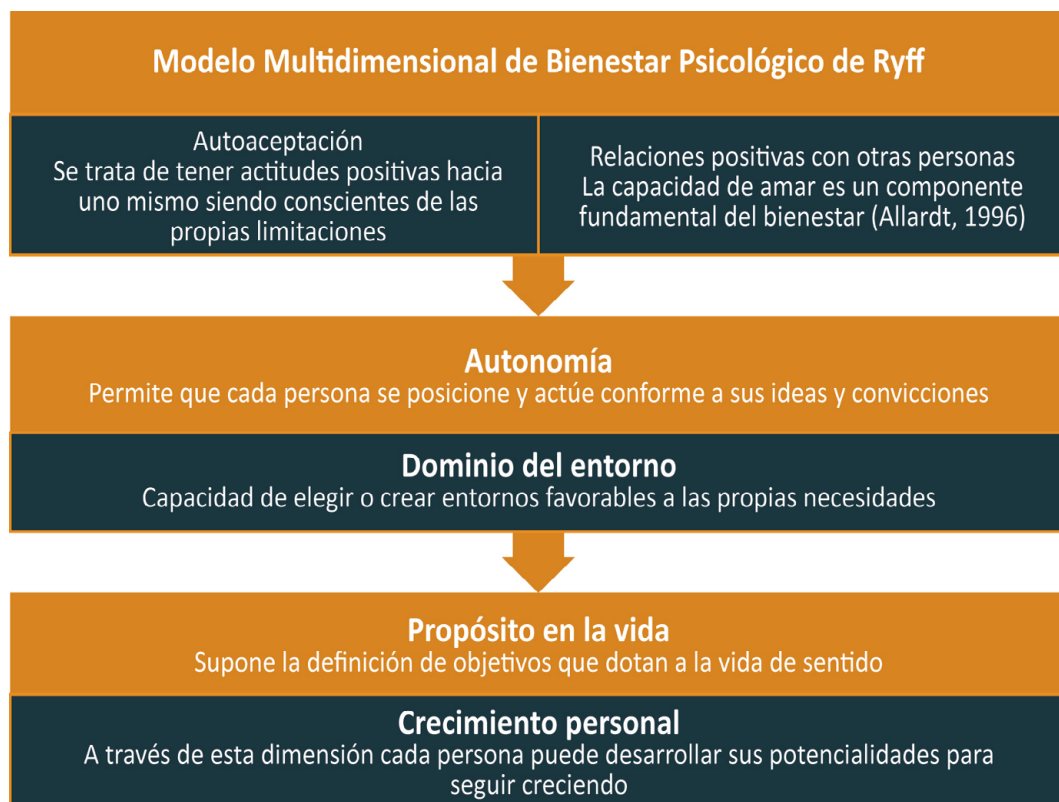 Modelo Multidimensional de Bienestar Psicológico de Ryff
Autoaceptación
Se trata de tener actitudes positivas hacia
uno mismo siendo conscientes de las
propias limitaciones
Relaciones positivas con otras personas
La capacidad de amar es un componente
fundamental del bienestar (Allardt, 1996)
Autonomía
Permite que cada persona se posicione y actúe conforme a sus ideas y convicciones
Dominio del entorno
Capacidad de elegir o crear entornos favorables a las propias necesidades
Propósito en la vida
Supone la definición de objetivos que dotan a la vida de sentido
Crecimiento personal
A través de esta dimensión cada persona puede desarrollar sus potencialidades para
seguir creciendo